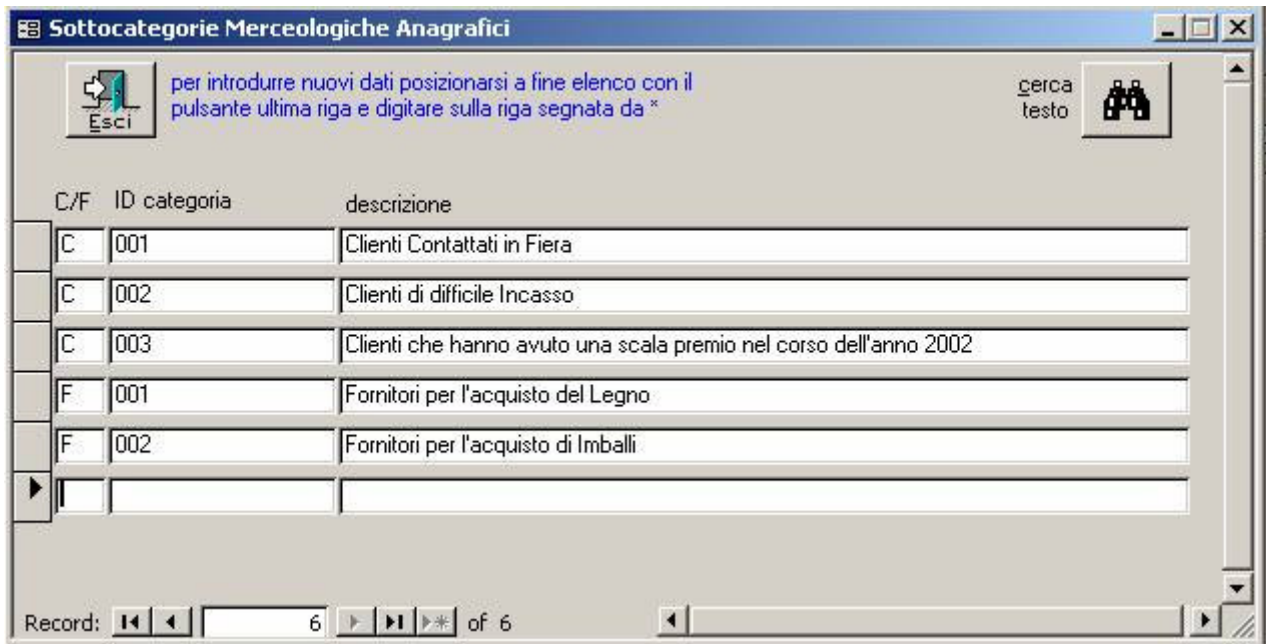 Sottocategorie Merceologiche Anagrafici
Esci
per introdurre nuovi dati posizionarsi a fine elenco con il
pulsante ultima riga e digitare sulla riga segnata da *
cerca
testo
C/F ID categoria descrizione
C 001 Clienti Contattati in Fiera
C 002 Clienti di difficile Incasso
C 003 Clienti che hanno avuto una scala premio nel corso dell'anno 2002
F 001 Fornitori per l'acquisto del Legno
F 002 Fornitori per l'acquisto di Imballi
Record: 6 of 6